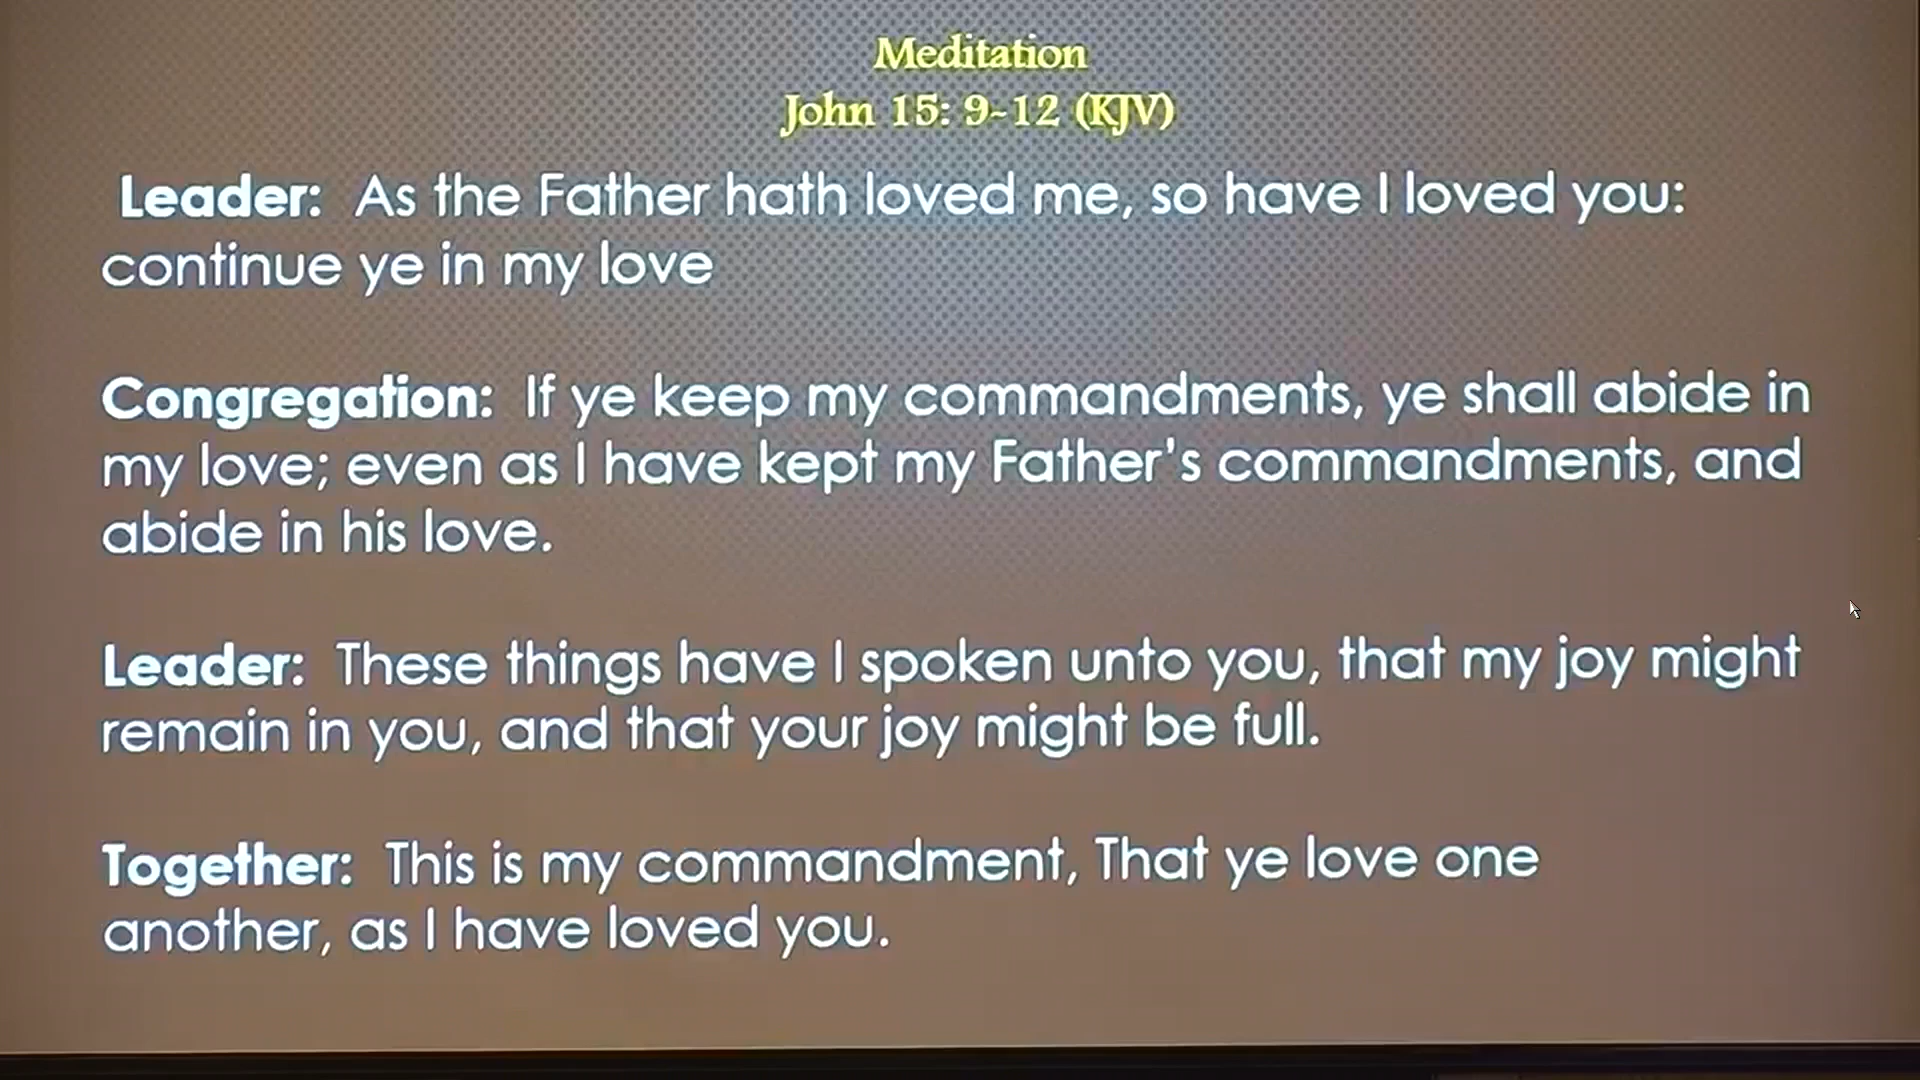 Meditation
John 15: 9-12 (KJV)
Leader: As the Father hath loved me, so have I loved you:
continue ye in my love
Congregation: If ye keep my commandments, ye shall abide in
my love; even as I have kept my Father's commandments, and
abide in his love.
Leader: These things have I spoken unto you, that my joy might
remain in you, and that your joy might be full.
Together: This is my commandment, That ye love one
another, as I have loved you.